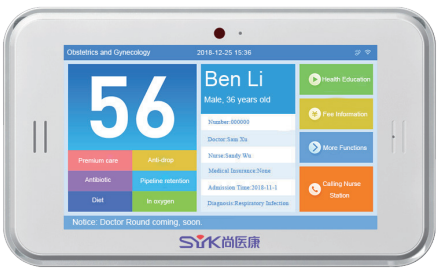 Obstetrics and Gynecology 2018-12-25 15:36
56
Premium care
Anti-drop
Antibiotic
Pipeline retention
Diet
In oxygen
Ben Li
Male, 36 years old
Number:000000
Doctor:Sam Xu
Nurse:Sandy Wu
Medical Insurance:None
Admission Time:2018-11-1
Diagnosis:Respiratory Infection
Health Education
Fee Information
More Functions
Calling Nurse
Station
Notice: Doctor Round coming, soon.
SYK尚医康